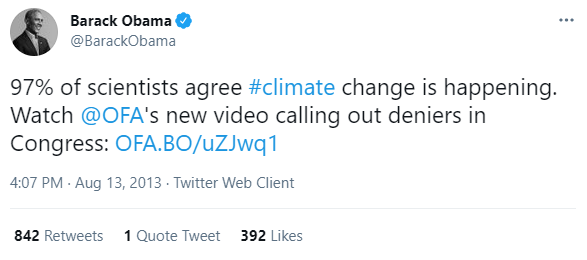 Barack Obama
@BarackObama
97% of scientists agree #climate change is happening.
Watch @OFA's new video calling out deniers in
Congress: OFA.BO/uZJwq1
4:07 PM · Aug 13, 2013 · Twitter Web Client
842 Retweets 1 Quote Tweet 392 Likes